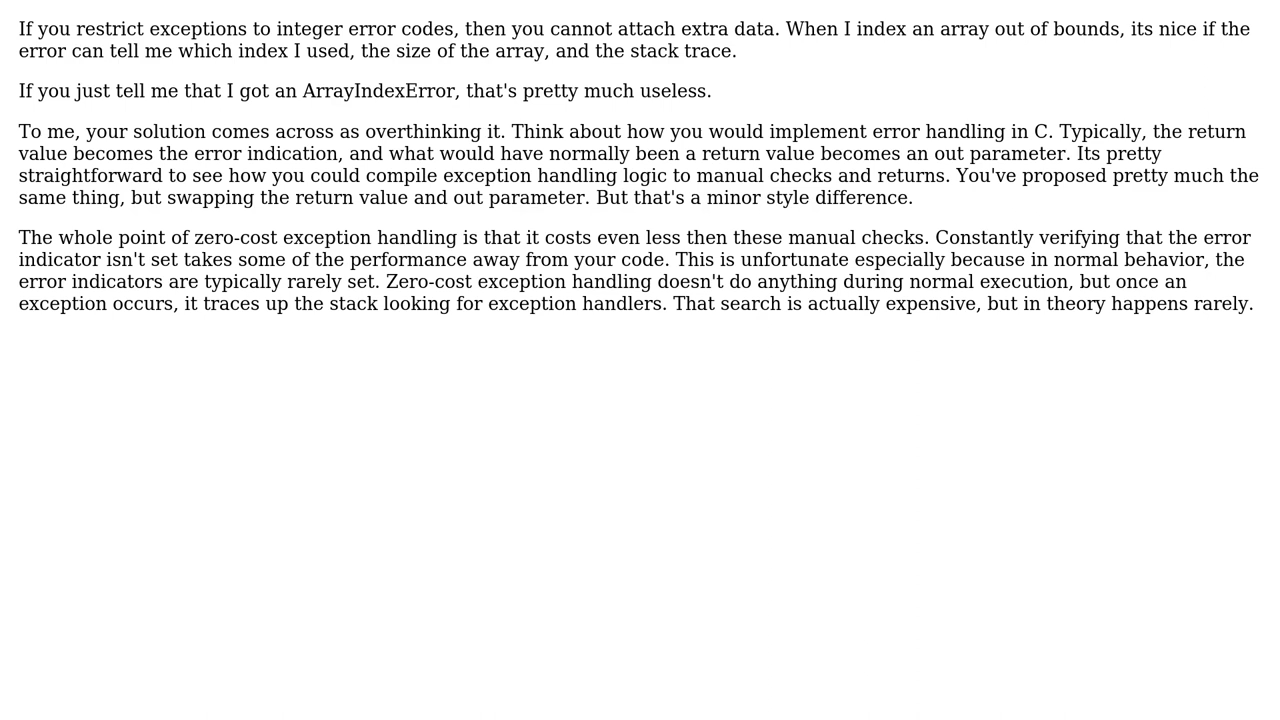 If you restrict exceptions to integer error codes, then you cannot attach extra data. When I index an array out of bounds, its nice if the
error can tell me which index I used, the size of the array, and the stack trace.
If you just tell me that I got an ArrayIndexError, that's pretty much useless.
To me, your solution comes across as overthinking it. Think about how you would implement error handling in C. Typically, the return
value becomes the error indication, and what would have normally been a return value becomes an out parameter. Its pretty
straightforward to see how you could compile exception handling logic to manual checks and returns. You've proposed pretty much the
same thing, but swapping the return value and out parameter. But that's a minor style difference.
The whole point of zero-cost exception handling is that it costs even less then these manual checks. Constantly verifying that the error
indicator isn't set takes some of the performance away from your code. This is unfortunate especially because in normal behavior, the
error indicators are typically rarely set. Zero-cost exception handling doesn't do anything during normal execution, but once an
exception occurs, it traces up the stack looking for exception handlers. That search is actually expensive, but in theory happens rarely.